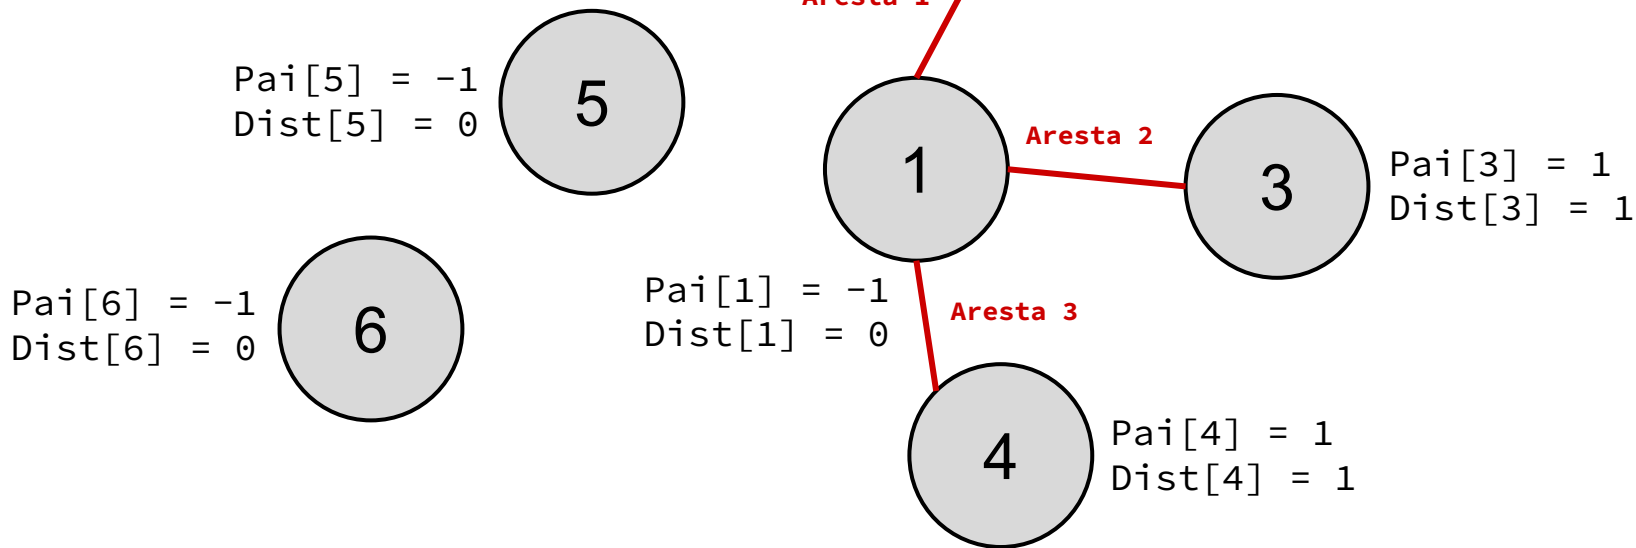 Aresta 1
Pai[5] = −1
Dist[5] = 0
5
1
Aresta 2
3
Pai[3] = 1
Dist[3] = 1
Pai[6] = −1
Dist[6] = 0
6
Pai[1] = −1
Dist[1] = 0
Aresta 3
4
Pai[4] = 1
Dist[4] = 1